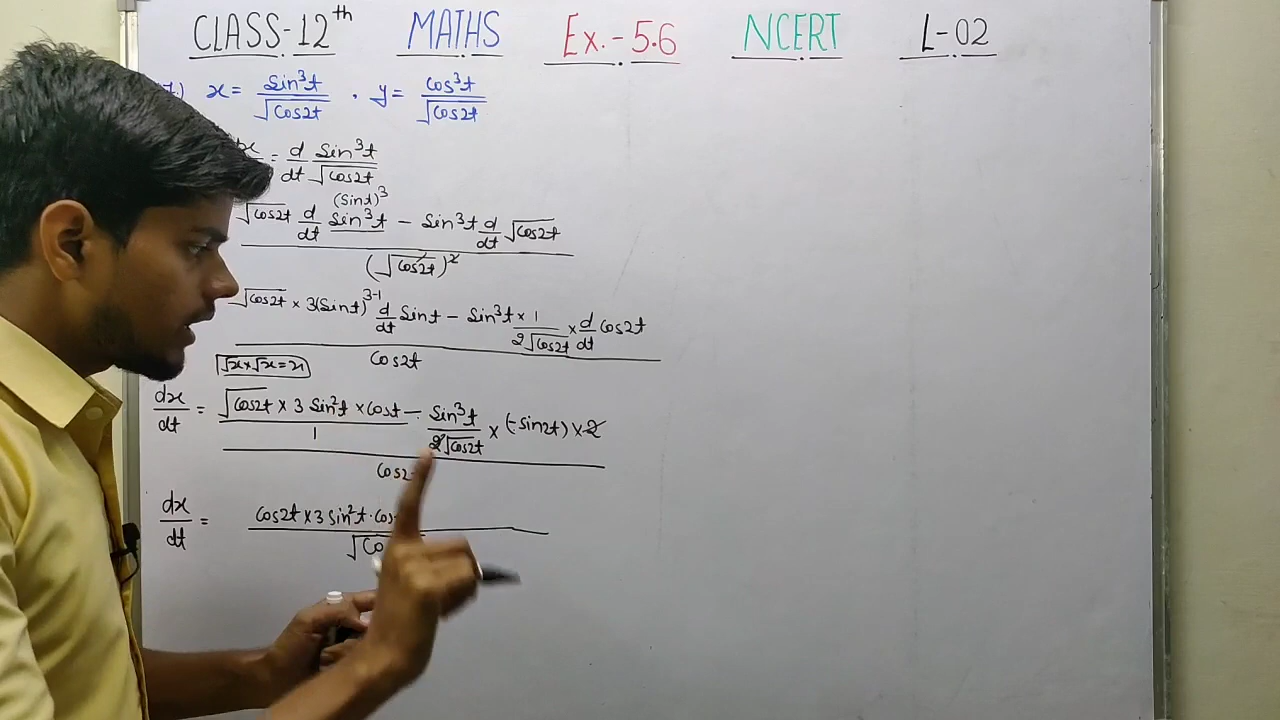 CLASS-12th MATHS Ex.-5.6 NCERT L-02
x = sin³t / √cos2t , y = cos³t / √cos2t
= d/dt sin³t / √cos2t
(sint)³
√cos2t d/dt sin³t - sin³t d/dt √cos2t
(√cos2t)²
√cos2t × 3(sint)³⁻¹ d/dt sint - sin³t × 1/2√cos2t × d/dt cos2t
cos2t
√x×√x=x
dx/dt = √cos2t × 3 sin²t × cost / 1 - sin³t / 2√cos2t × (-sin2t) × 2
dx/dt = cos2t × 3 sin²t ·